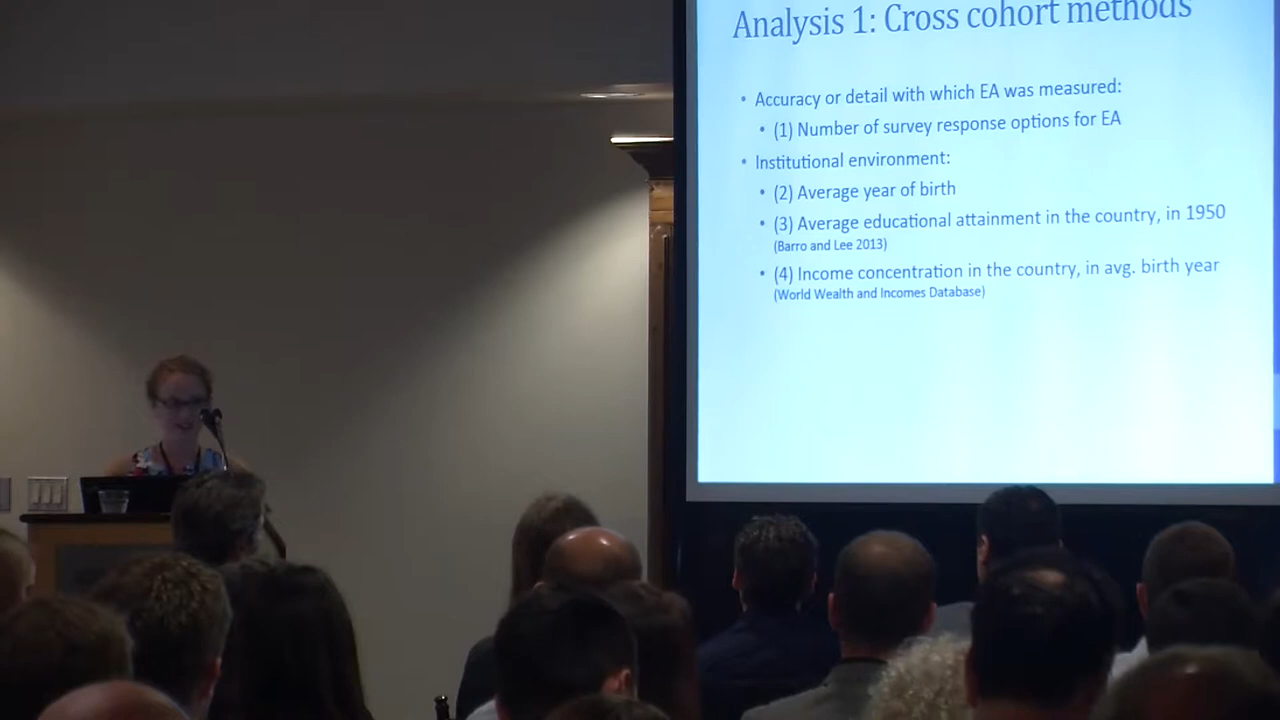 Analysis 1: Cross cohort methods
• Accuracy or detail with which EA was measured:
• (1) Number of survey response options for EA
• Institutional environment:
• (2) Average year of birth
• (3) Average educational attainment in the country, in 1950
(Barro and Lee 2013)
• (4) Income concentration in the country, in avg. birth year
(World Wealth and Incomes Database)